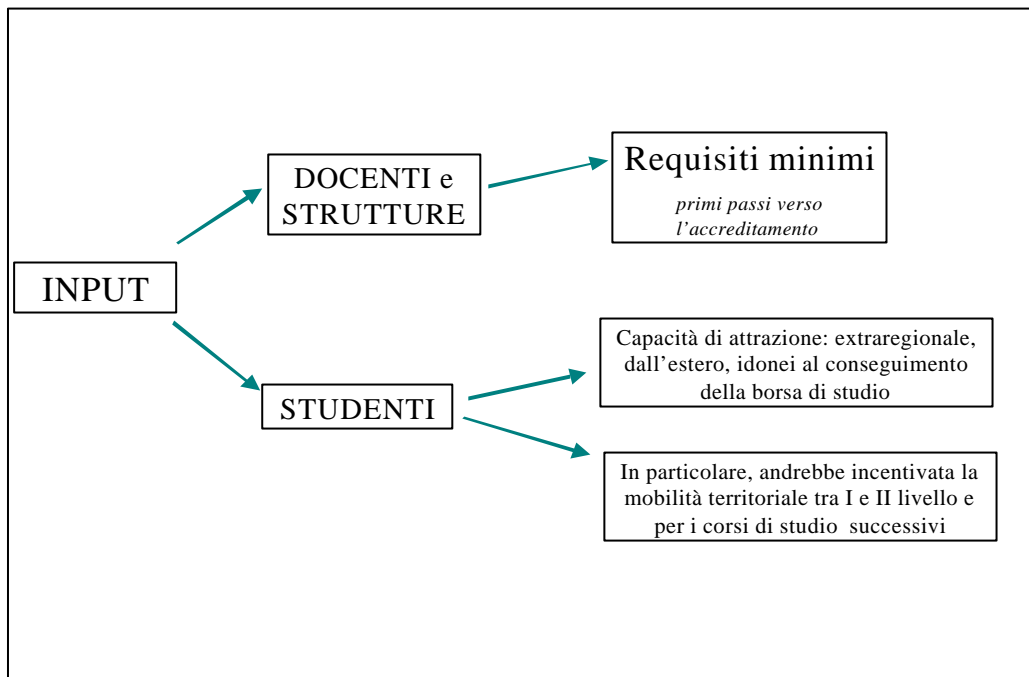 INPUT
DOCENTI e
STRUTTURE
Requisiti minimi
primi passi verso
l’accreditamento
STUDENTI
Capacità di attrazione: extraregionale,
dall’estero, idonei al conseguimento
della borsa di studio
In particolare, andrebbe incentivata la
mobilità territoriale tra I e II livello e
per i corsi di studio successivi